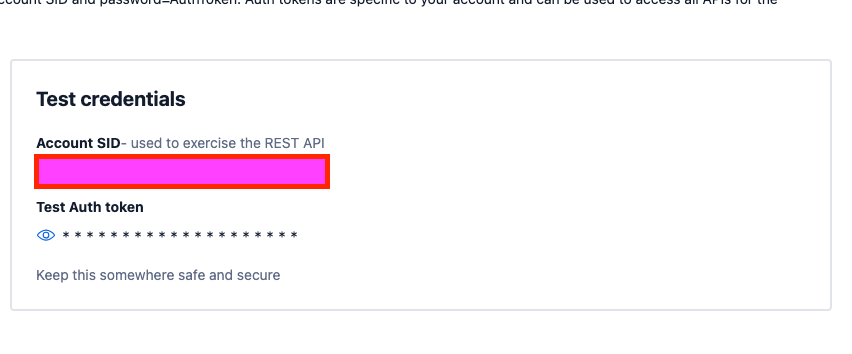 ccount SID and password=AuthToken. Auth tokens are specific to your account and can be used to access all APIs for the
Test credentials
Account SID- used to exercise the REST API
Test Auth token
* * * * * * * * * * * * * * * * * * * *
Keep this somewhere safe and secure